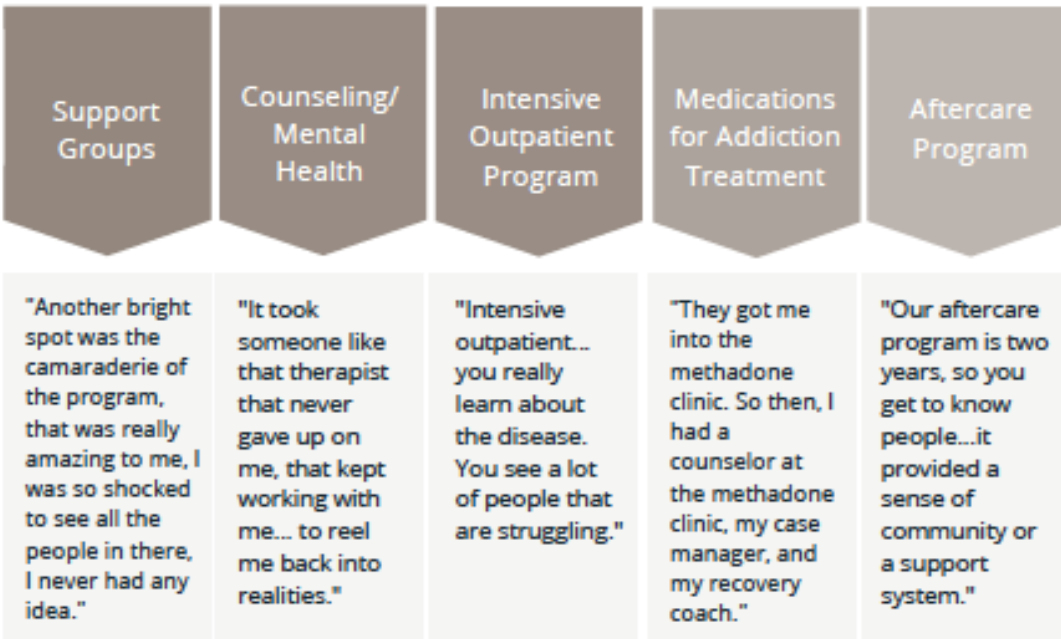 Support
Groups
Counseling/
Mental
Health
Intensive
Outpatient
Program
Medications
for Addiction
Treatment
Aftercare
Program
"Another bright
spot was the
camaraderie of
the program,
that was really
amazing to me, I
was so shocked
to see all the
people in there,
I never had any
idea."
"It took
someone like
that therapist
that never
gave up on
me, that kept
working with
me... to reel
me back into
realities."
"Intensive
outpatient...
you really
learn about
the disease.
You see a lot
of people that
are struggling."
"They got me
into the
methadone
clinic. So then, I
had a
counselor at
the methadone
clinic, my case
manager, and
my recovery
coach."
"Our aftercare
program is two
years, so you
get to know
people...it
provided a
sense of
community or
a support
system."